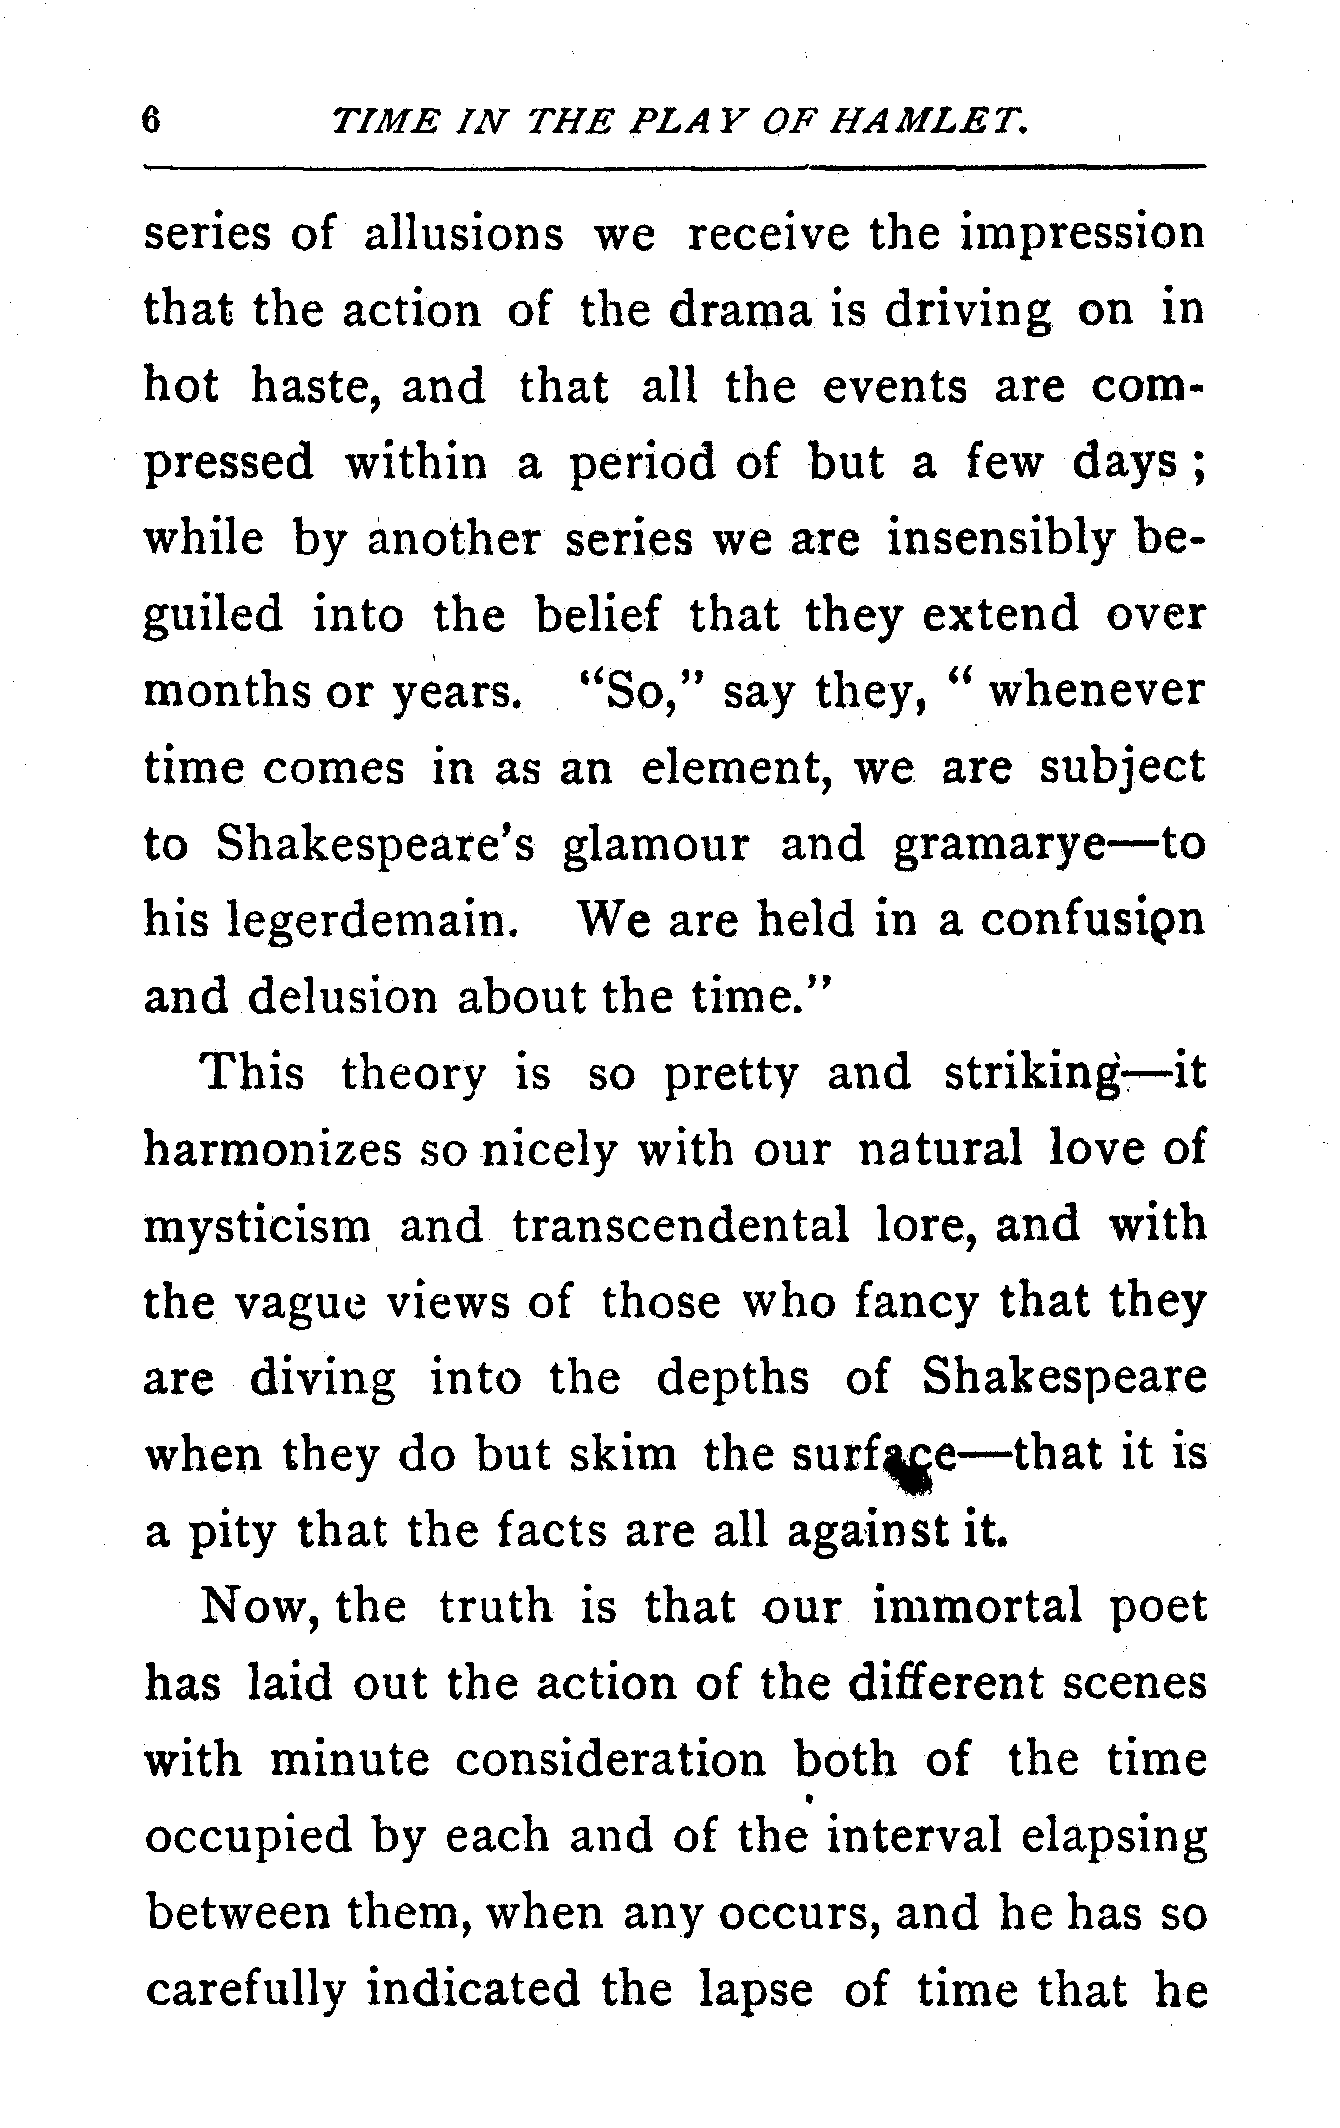 6 TIME IN THE PLAY OF HAMLET.
series of allusions we receive the impression
that the action of the drama is driving on in
hot haste, and that all the events are com-
pressed within a period of but a few days ;
while by another series we are insensibly be-
guiled into the belief that they extend over
months or years. "So," say they, " whenever
time comes in as an element, we are subject
to Shakespeare's glamour and gramarye—to
his legerdemain. We are held in a confusion
and delusion about the time."
This theory is so pretty and striking—it
harmonizes so nicely with our natural love of
mysticism and transcendental lore, and with
the vague views of those who fancy that they
are diving into the depths of Shakespeare
when they do but skim the surface—that it is
a pity that the facts are all against it.
Now, the truth is that our immortal poet
has laid out the action of the different scenes
with minute consideration both of the time
occupied by each and of the interval elapsing
between them, when any occurs, and he has so
carefully indicated the lapse of time that he